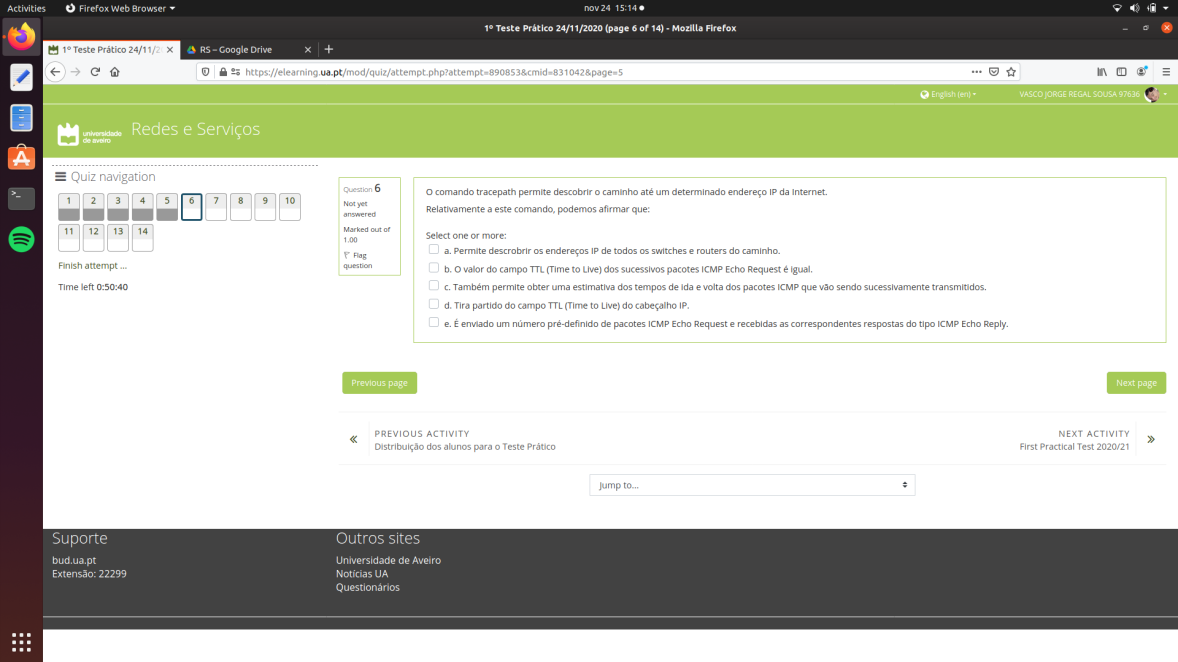 Activities
Firefox Web Browser
nov 24 15:14
1º Teste Prático 24/11/2020 (page 6 of 14) - Mozilla Firefox
1º Teste Prático 24/11/2
RS – Google Drive
https://elearning.ua.pt/mod/quiz/attempt.php?attempt=890853&cmid=831042&page=5
English (en)
VASCO JORGE REGAL SOUSA 97636
universidade
de aveiro
Redes e Serviços
Quiz navigation
1 2 3 4 5 6 7 8 9 10
11 12 13 14
Finish attempt ...
Time left 0:50:40
Question 6
Not yet
answered
Marked out of
1.00
Flag
question
O comando tracepath permite descobrir o caminho até um determinado endereço IP da Internet.
Relativamente a este comando, podemos afirmar que:
Select one or more:
a. Permite descrobrir os endereços IP de todos os switches e routers do caminho.
b. O valor do campo TTL (Time to Live) dos sucessivos pacotes ICMP Echo Request é igual.
c. Também permite obter uma estimativa dos tempos de ida e volta dos pacotes ICMP que vão sendo sucessivamente transmitidos.
d. Tira partido do campo TTL (Time to Live) do cabeçalho IP.
e. É enviado um número pré-definido de pacotes ICMP Echo Request e recebidas as correspondentes respostas do tipo ICMP Echo Reply.
Previous page
Next page
PREVIOUS ACTIVITY
Distribuição dos alunos para o Teste Prático
NEXT ACTIVITY
First Practical Test 2020/21
Jump to...
Suporte
bud.ua.pt
Extensão: 22299
Outros sites
Universidade de Aveiro
Notícias UA
Questionários